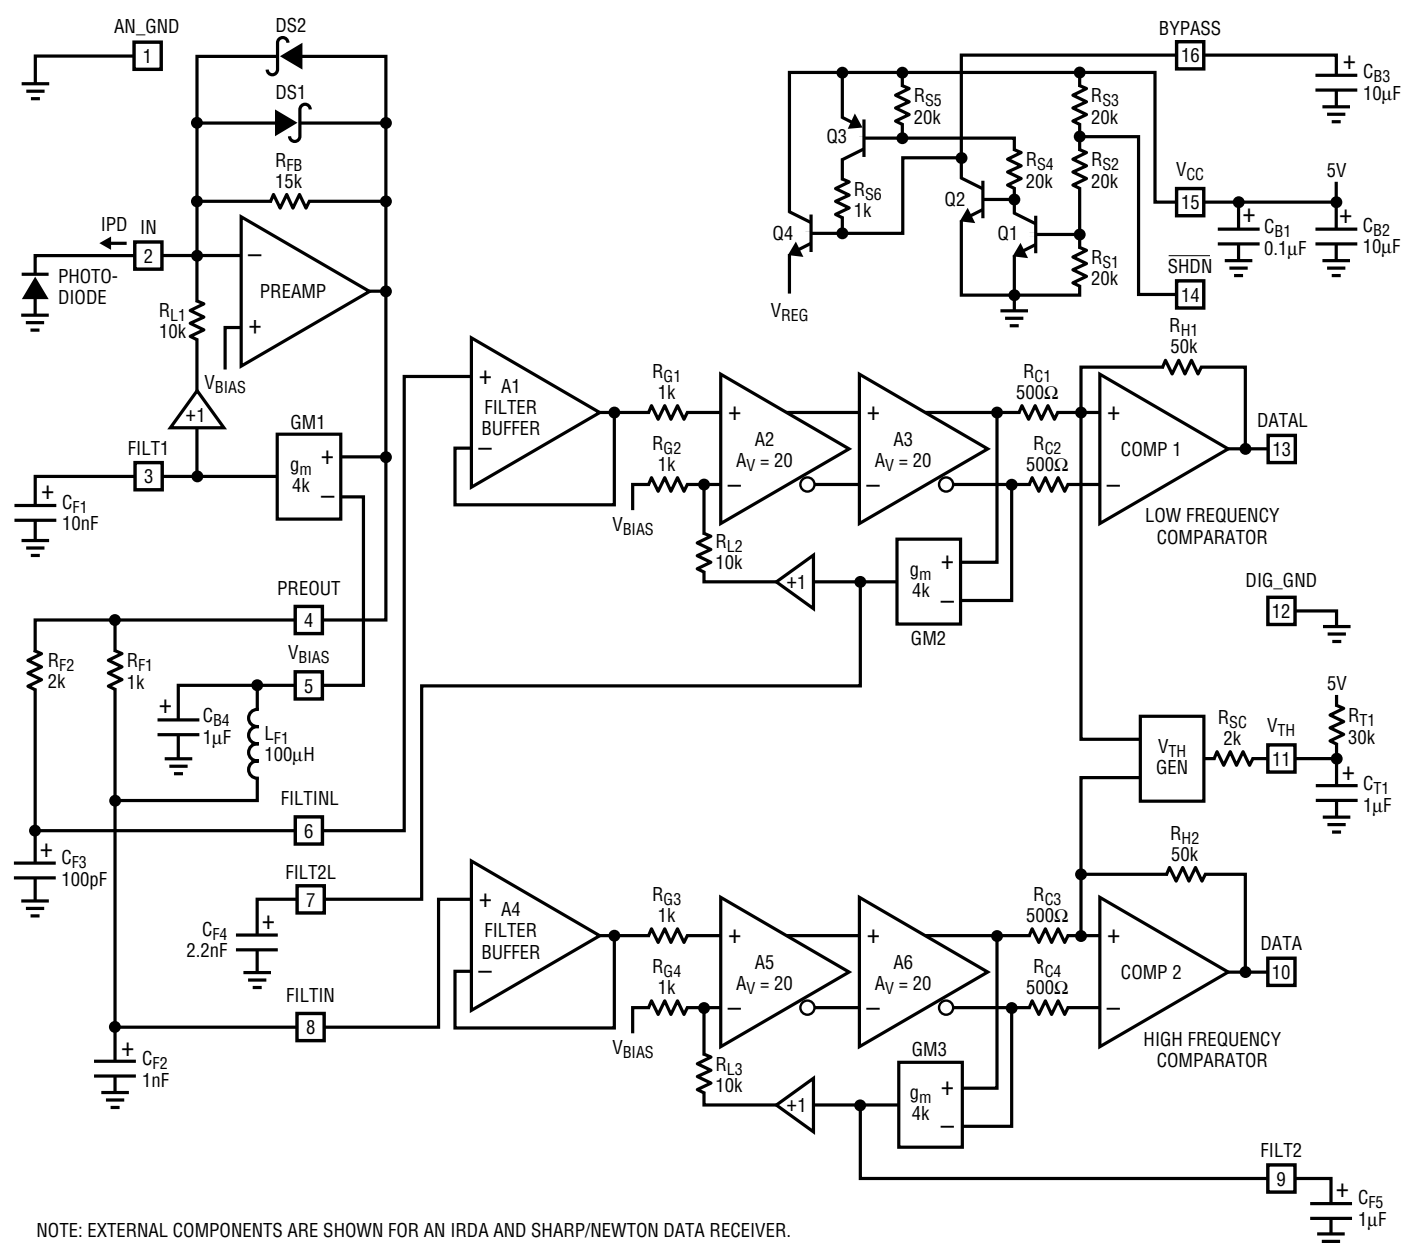 AN_GND
1
DS2
DS1
RFB
15k
IPD
IN
2
PHOTO-
DIODE
RL1
10k
PREAMP
−
+
VBIAS
+1
GM1
gm
4k
+
−
FILT1
3
+
CF1
10nF
PREOUT
4
VBIAS
5
RF2
2k
RF1
1k
+
CB4
1µF
LF1
100µH
FILTINL
6
+
CF3
100pF
FILT2L
7
+
CF4
2.2nF
FILTIN
8
+
CF2
1nF
BYPASS
16
+
CB3
10µF
RS5
20k
RS3
20k
Q3
RS4
20k
RS2
20k
RS6
1k
Q2
Q4
Q1
RS1
20k
VREG
VCC
15
5V
+
CB1
0.1µF
+
CB2
10µF
SHDN
14
+
−
A1
FILTER
BUFFER
RG1
1k
RG2
1k
VBIAS
+
−
A2
AV = 20
+
−
A3
AV = 20
RL2
10k
+1
gm
4k
+
−
GM2
RC1
500Ω
RC2
500Ω
RH1
50k
+
−
COMP 1
DATAL
13
LOW FREQUENCY
COMPARATOR
DIG_GND
12
VTH
GEN
RSC
2k
VTH
11
5V
RT1
30k
+
CT1
1µF
+
−
A4
FILTER
BUFFER
RG3
1k
RG4
1k
VBIAS
+
−
A5
AV = 20
+
−
A6
AV = 20
RL3
10k
+1
GM3
gm
4k
+
−
RC3
500Ω
RC4
500Ω
RH2
50k
+
−
COMP 2
DATA
10
HIGH FREQUENCY
COMPARATOR
FILT2
9
+
CF5
1µF
NOTE: EXTERNAL COMPONENTS ARE SHOWN FOR AN IRDA AND SHARP/NEWTON DATA RECEIVER.